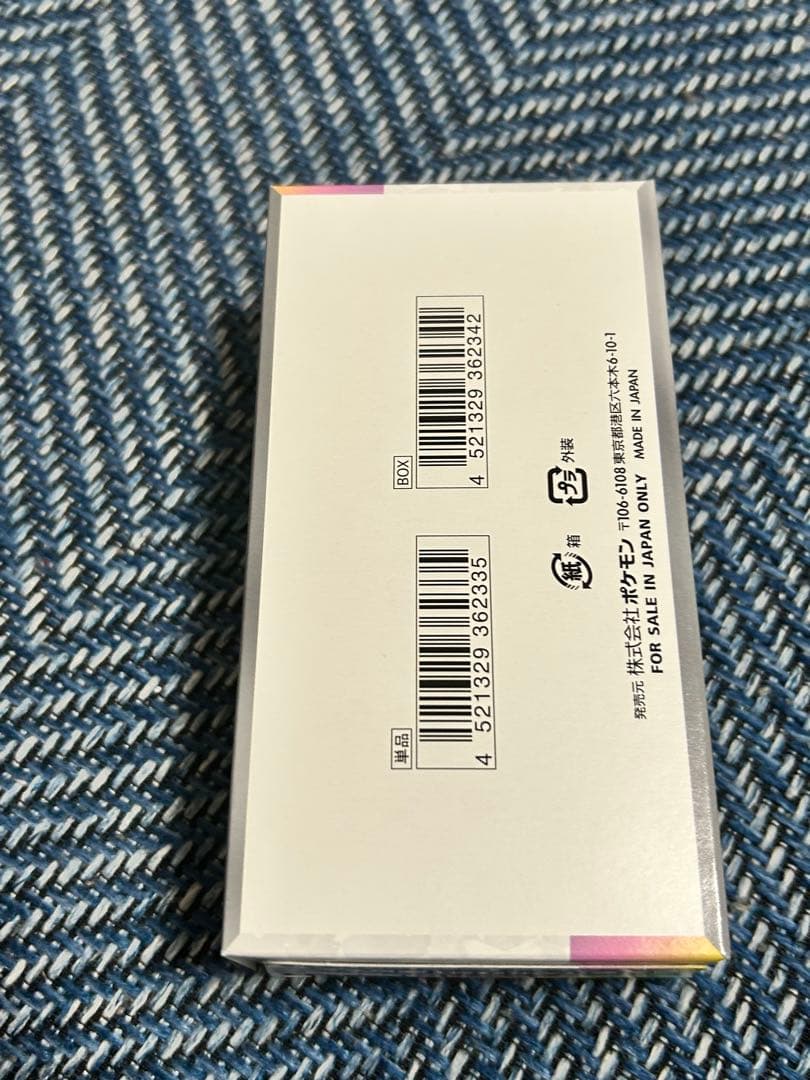 BOX
4 521329 362342
単品
4 521329 362335
プラ 外装
紙 箱
発売元 株式会社ポケモン 〒106-6108 東京都港区六本木6-10-1
FOR SALE IN JAPAN ONLY MADE IN JAPAN